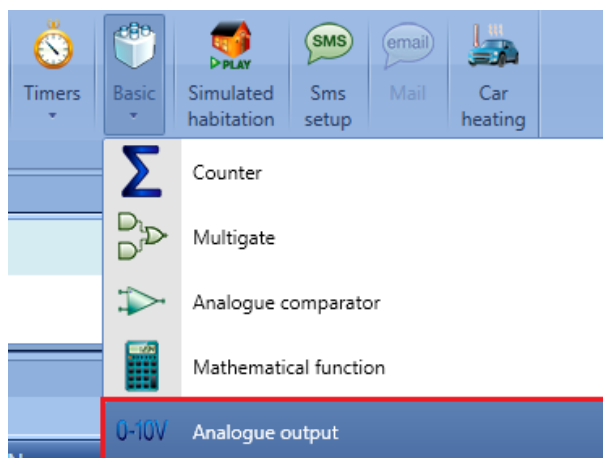 PLAY
SMS
email
Timers
Basic
Simulated
habitation
Sms
setup
Mail
Car
heating
Counter
Multigate
Analogue comparator
Mathematical function
0-10V
Analogue output